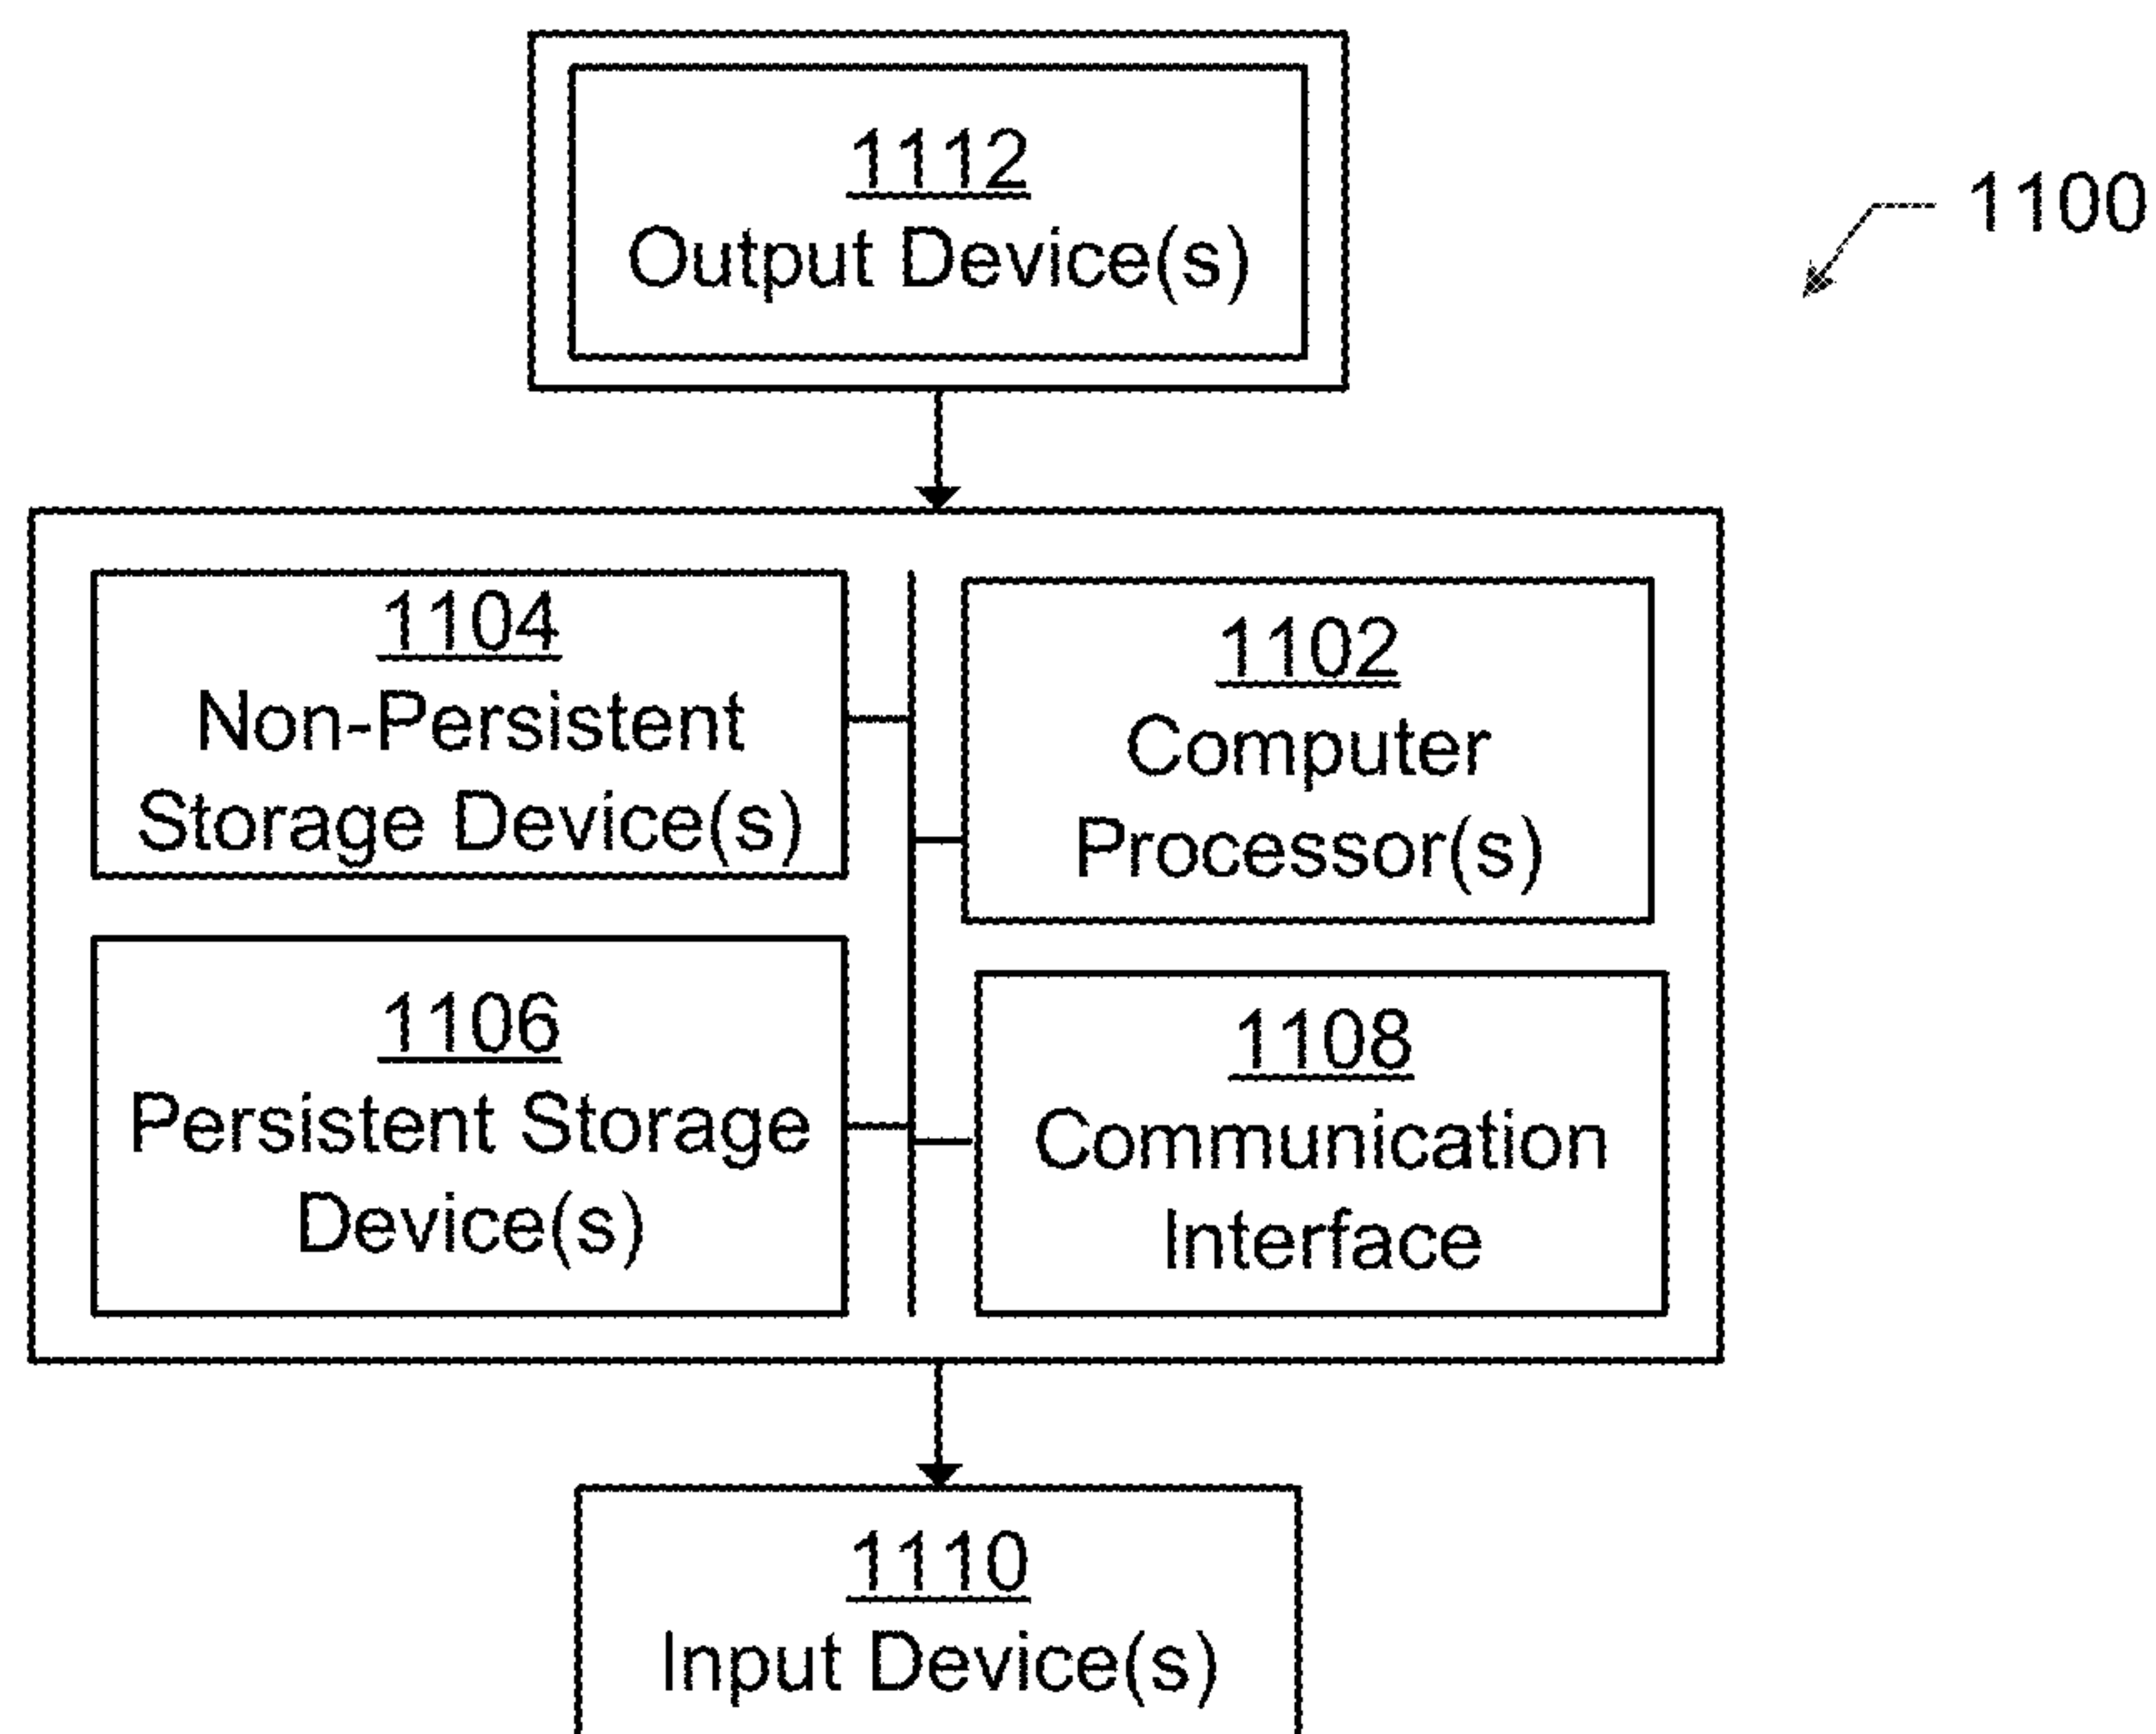 1112
Output Device(s)
1100
1104
Non-Persistent
Storage Device(s)
1102
Computer
Processor(s)
1106
Persistent Storage
Device(s)
1108
Communication
Interface
1110
Input Device(s)